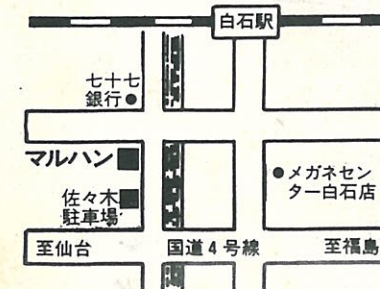 白石駅
七十七
銀行
マルハン
メガネセン
ター白石店
佐々木
駐車場
至仙台
国道4号線
至福島